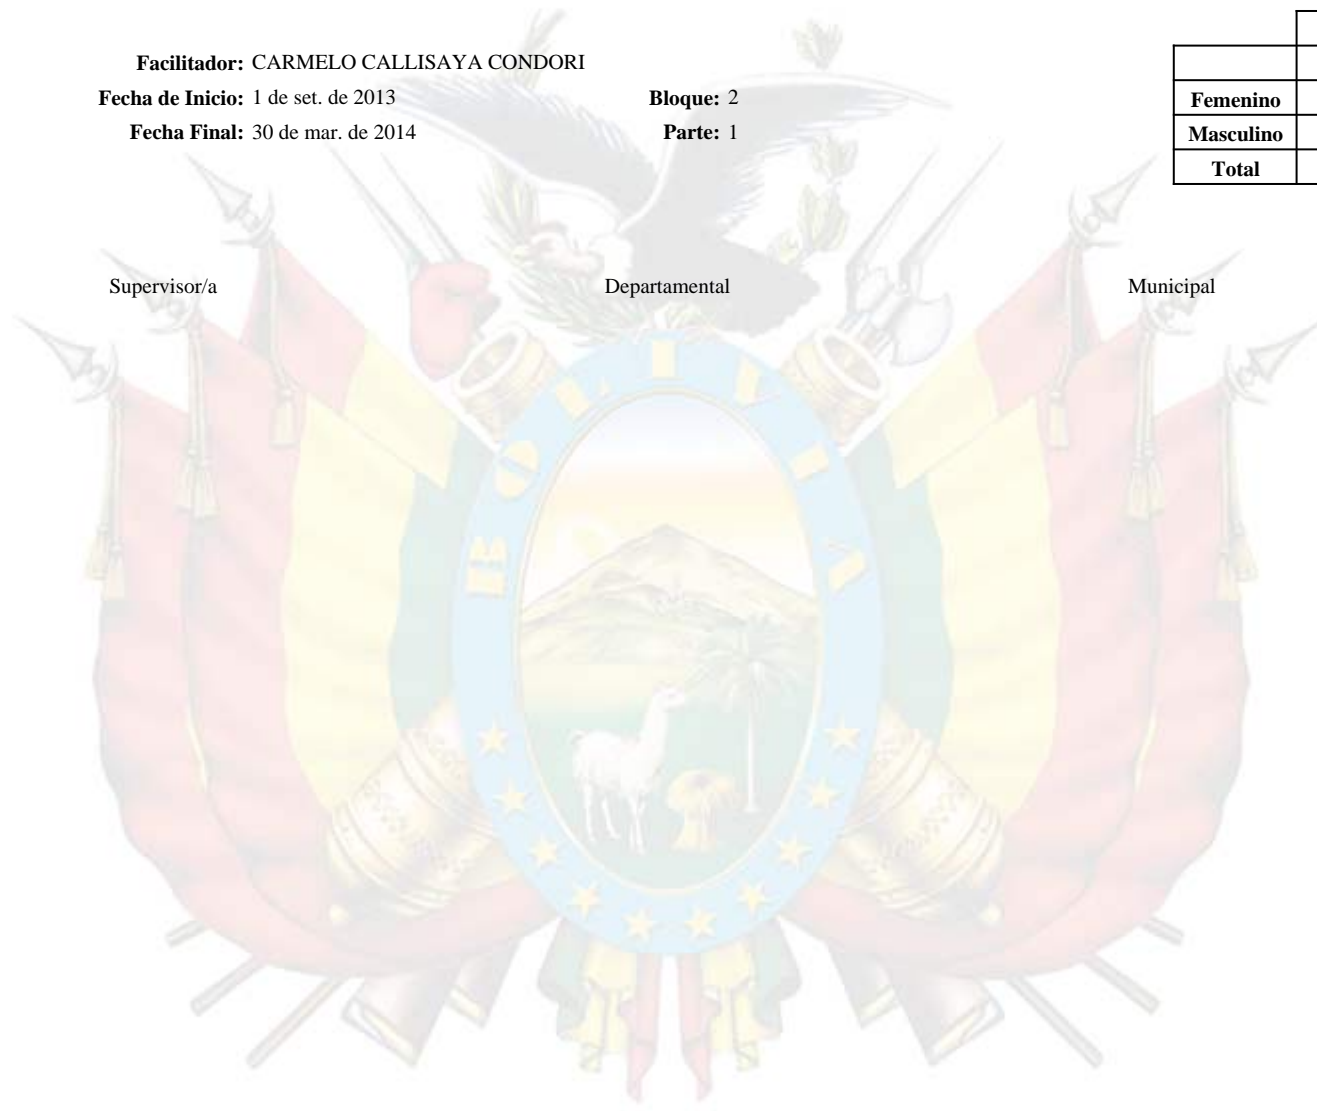 Facilitador: CARMELO CALLISAYA CONDORI
Fecha de Inicio: 1 de set. de 2013 Bloque: 2
Fecha Final: 30 de mar. de 2014 Parte: 1
Femenino
Masculino
Total
Supervisor/a Departamental Municipal
BOLIVIA